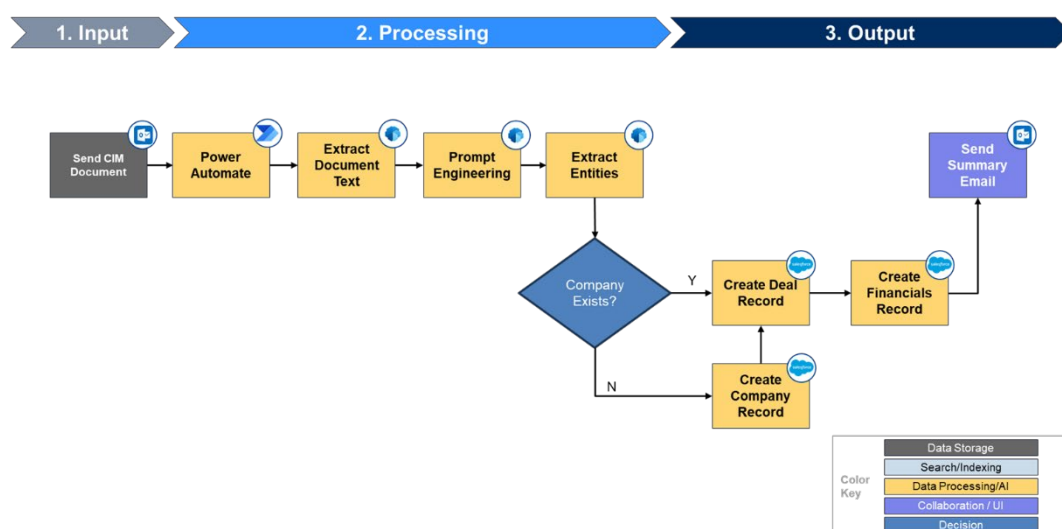 1. Input
2. Processing
3. Output
Send CIM
Document
Power
Automate
Extract
Document
Text
Prompt
Engineering
Extract
Entities
Send
Summary
Email
Company
Exists?
Y
Create Deal
Record
Create
Financials
Record
N
Create
Company
Record
Color
Key
Data Storage
Search/Indexing
Data Processing/AI
Collaboration / UI
Decision